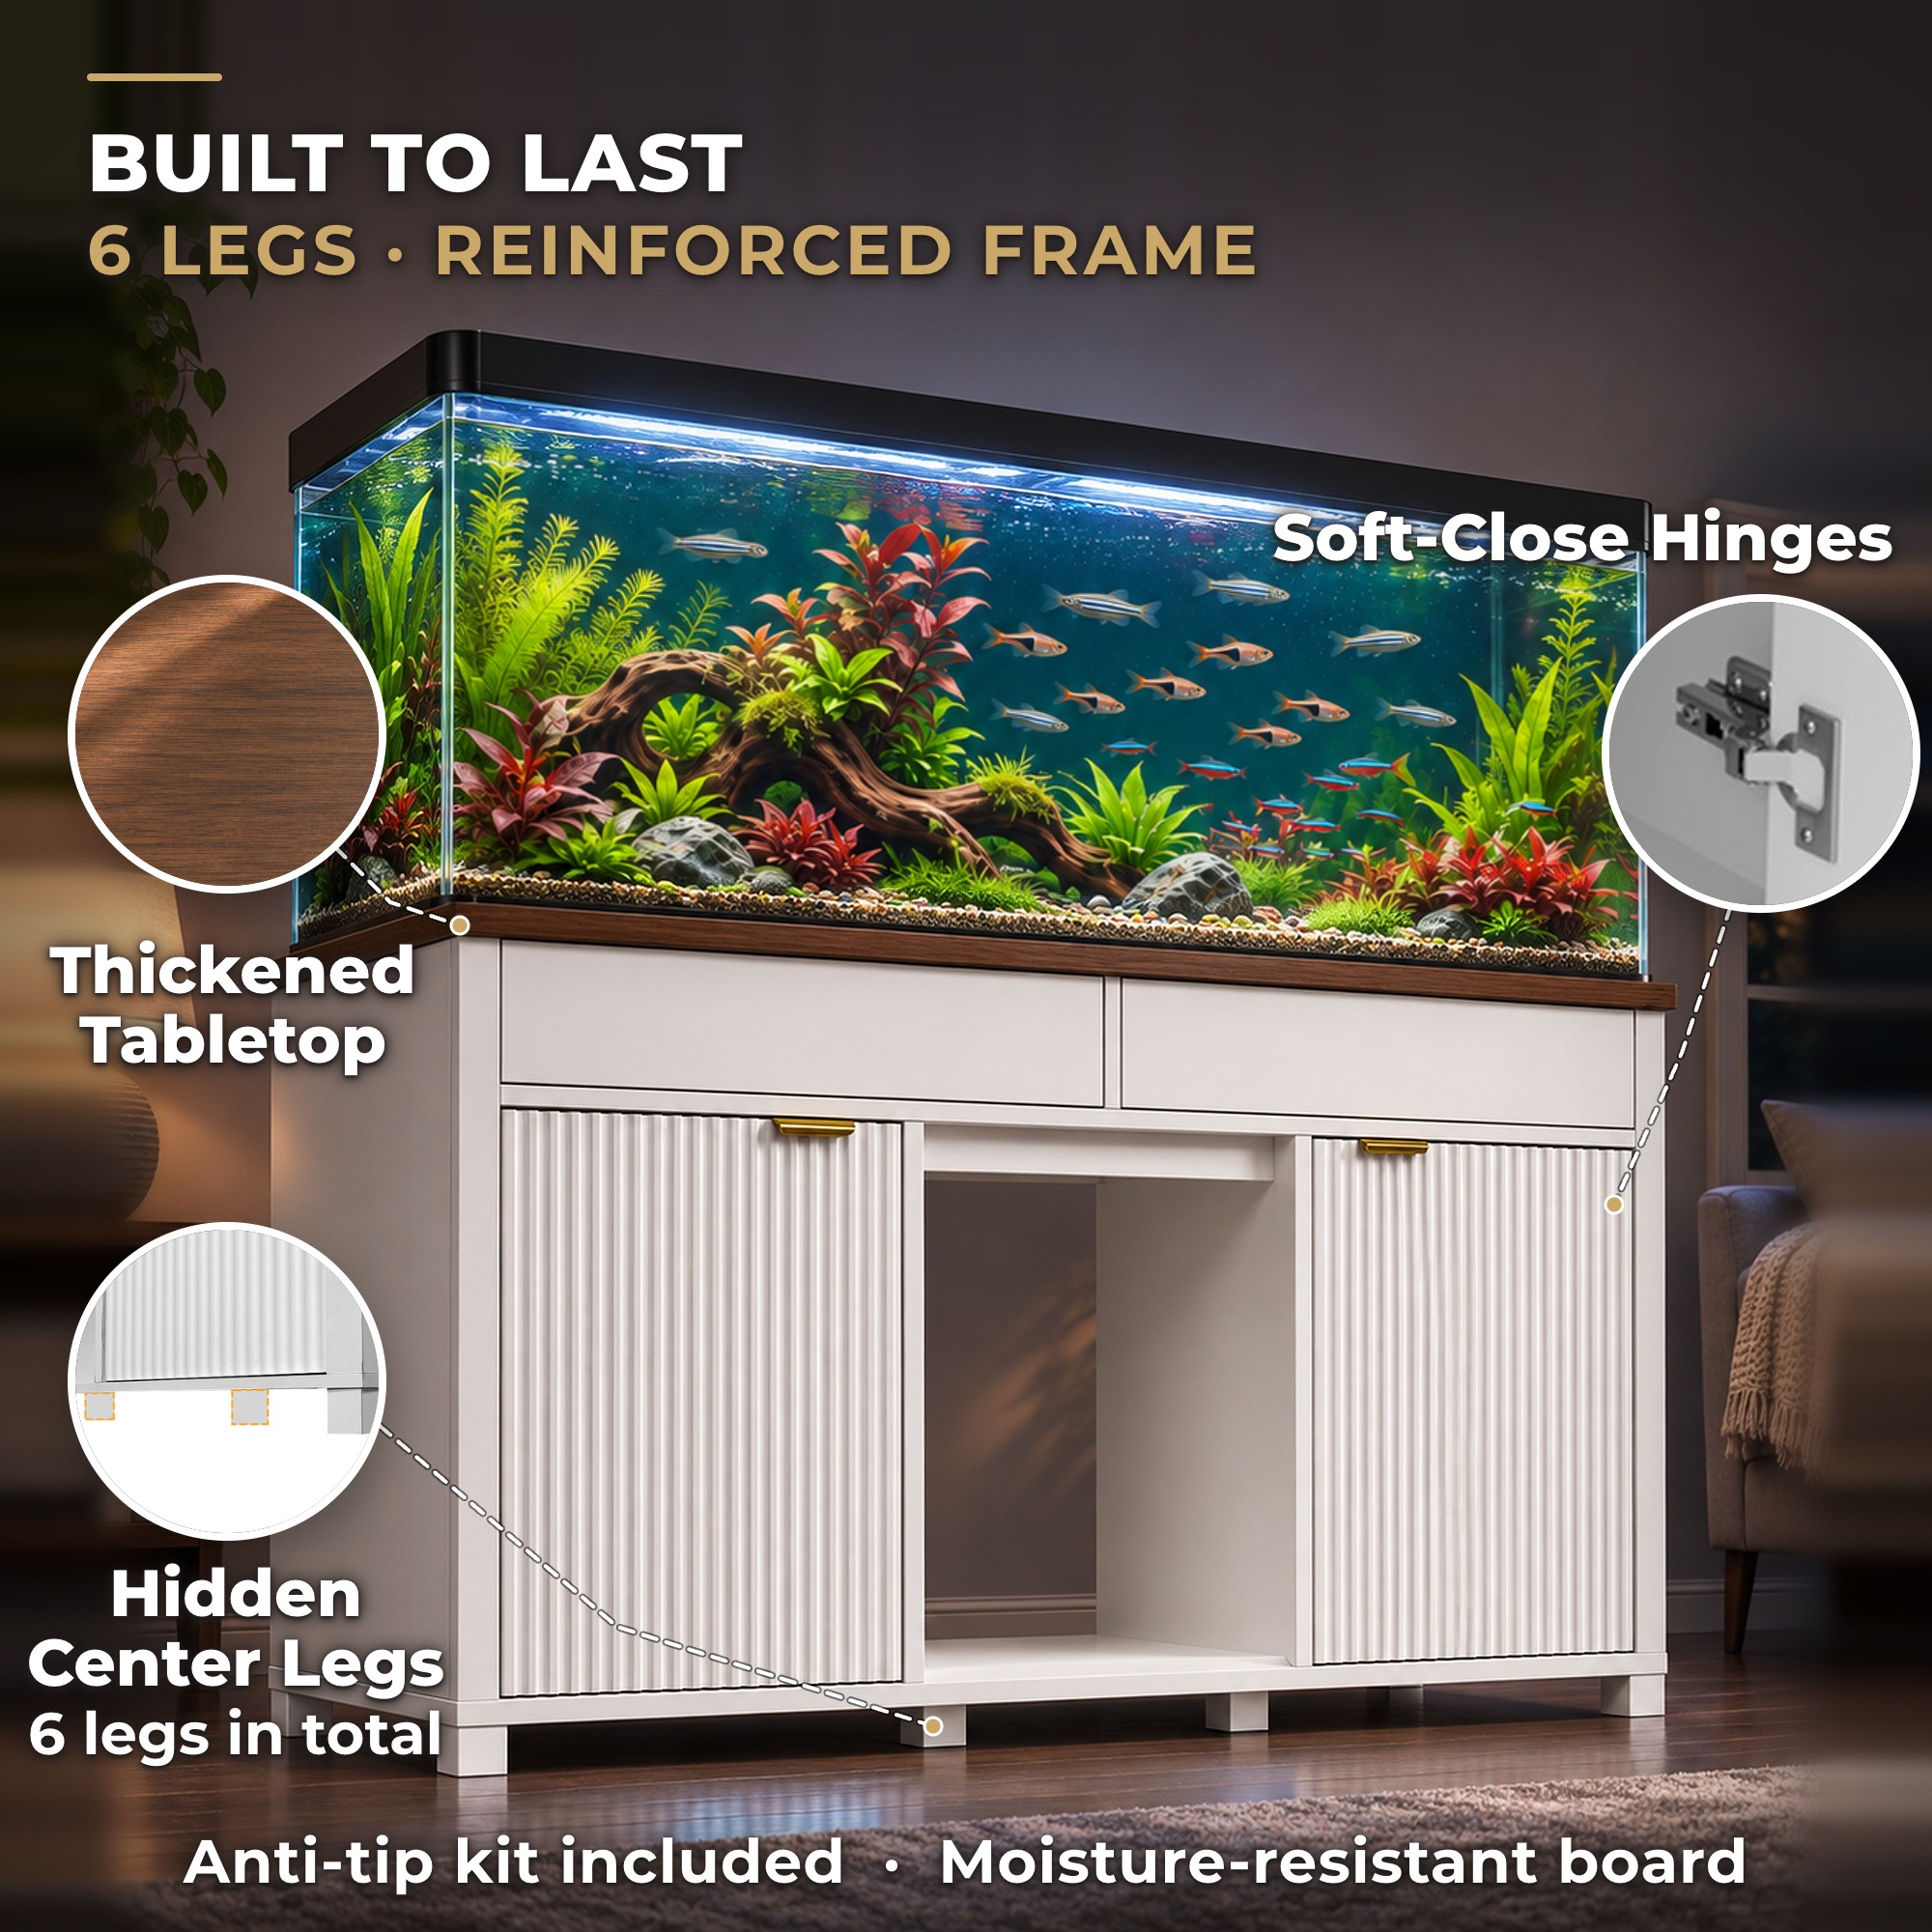 BUILT TO LAST
6 LEGS · REINFORCED FRAME
Soft-Close Hinges
Thickened
Tabletop
Hidden
Center Legs
6 legs in total
Anti-tip kit included · Moisture-resistant board